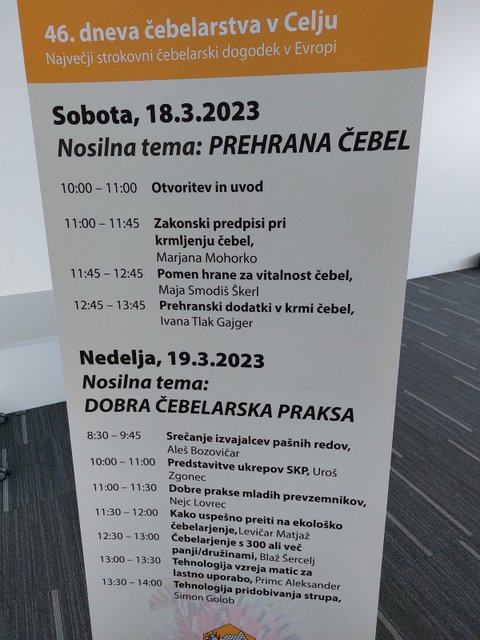 46. dneva čebelarstva v Celju
Največji strokovni čebelarski dogodek v Evropi
Sobota, 18.3.2023
Nosilna tema: PREHRANA ČEBEL
10:00 – 11:00 Otvoritev in uvod
11:00 – 11:45 Zakonski predpisi pri
krmljenju čebel,
Marjana Mohorko
11:45 – 12:45 Pomen hrane za vitalnost čebel,
Maja Smodiš Škerl
12:45 – 13:45 Prehranski dodatki v krmi čebel,
Ivana Tlak Gajger
Nedelja, 19.3.2023
Nosilna tema:
DOBRA ČEBELARSKA PRAKSA
8:30 – 9:45 Srečanje izvajalcev pašnih redov,
Aleš Bozovičar
10:00 – 11:00 Predstavitve ukrepov SKP, Uroš
Zgonec
11:00 – 11:30 Dobre prakse mladih prevzemnikov,
Nejc Lovrec
11:30 – 12:00 Kako uspešno preiti na ekološko
čebelarjenje, Levičar Matjaž
12:30 – 13:00 Čebelarjenje s 300 ali več
panji/družinami, Blaž Šercelj
13:00 – 13:30 Tehnologija vzreja matic za
lastno uporabo, Primc Aleksander
13:30 – 14:00 Tehnologija pridobivanja strupa,
Simon Golob